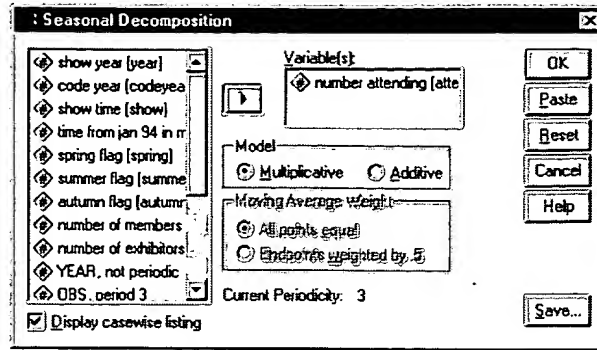 Seasonal Decomposition
show year [year]
code year [codeyea
show time [show]
time from jan 94 in m
spring flag [spring]
summer flag [summe
autumn flag [autumn
number of members
number of exhibitors
YEAR, not periodic
OBS, period 3
Display casewise listing
Variable(s):
number attending [atte
Model
Multiplicative
Additive
Moving Average Weight
All points equal
Endpoints weighted by .5
Current Periodicity: 3
OK
Paste
Reset
Cancel
Help
Save...